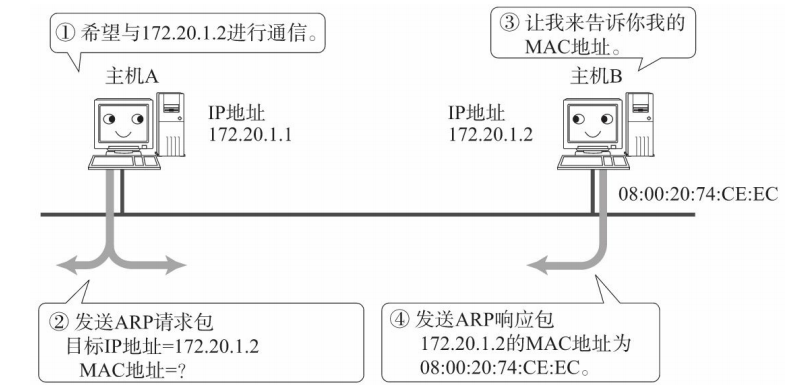 ① 希望与172.20.1.2进行通信。
③ 让我来告诉你我的
MAC地址。
主机A
主机B
IP地址
172.20.1.1
IP地址
172.20.1.2
08:00:20:74:CE:EC
② 发送ARP请求包
目标IP地址=172.20.1.2
MAC地址=?
④ 发送ARP响应包
172.20.1.2的MAC地址为
08:00:20:74:CE:EC。